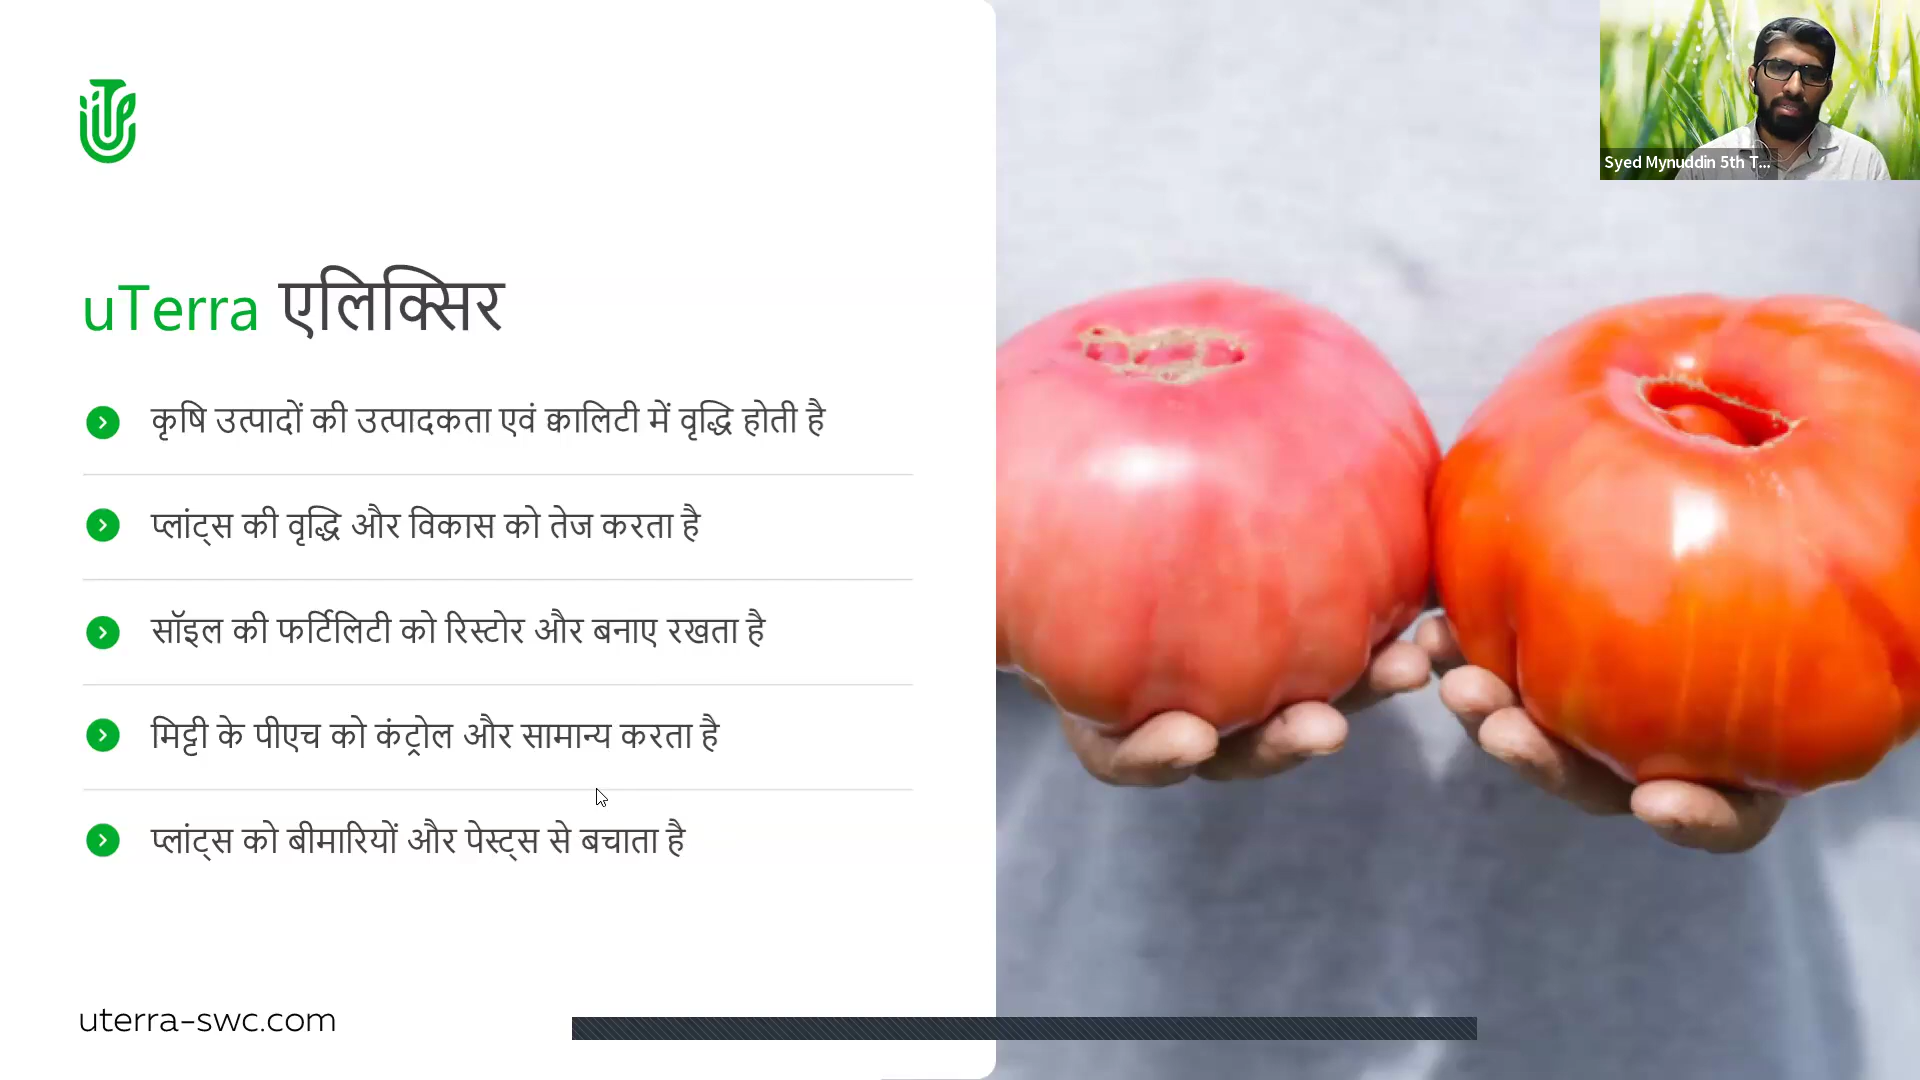 Syed Mynuddin 5th T...
uTerra एलिक्सिर
कृषि उत्पादों की उत्पादकता एवं क्वालिटी में वृद्धि होती है
प्लांट्स की वृद्धि और विकास को तेज करता है
सॉइल की फर्टिलिटी को रिस्टोर और बनाए रखता है
मिट्टी के पीएच को कंट्रोल और सामान्य करता है
प्लांट्स को बीमारियों और पेस्ट्स से बचाता है
uterra-swc.com